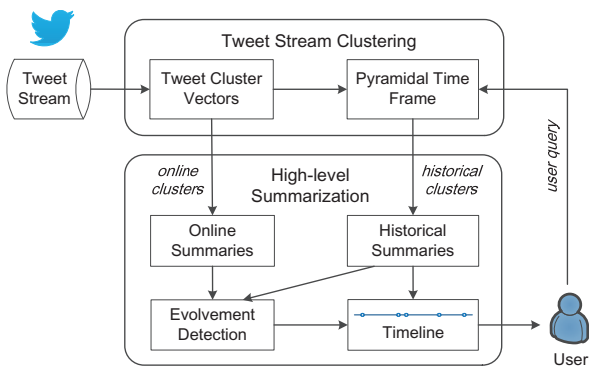 Tweet Stream Clustering
Tweet
Stream
Tweet Cluster
Vectors
Pyramidal Time
Frame
online
clusters
High-level
Summarization
historical
clusters
user query
Online
Summaries
Historical
Summaries
Evolvement
Detection
Timeline
User